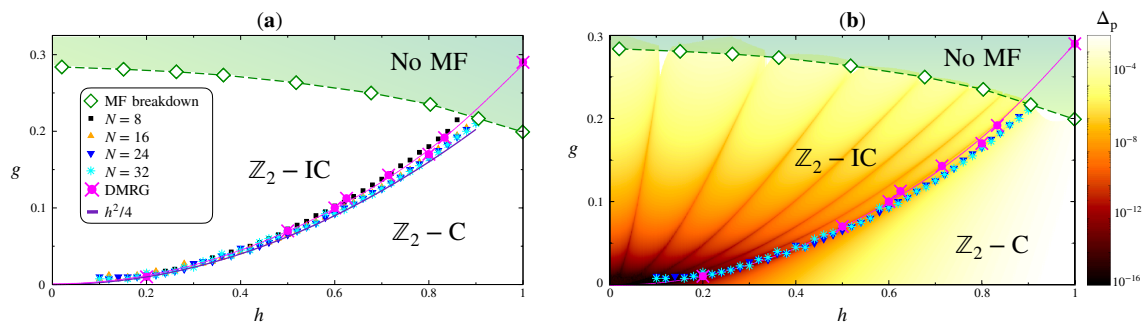 (a)
0.3
0.2
g
0.1
0
0
0.2
0.4
0.6
0.8
1
h
No MF
ℤ₂ − IC
ℤ₂ − C
MF breakdown
N = 8
N = 16
N = 24
N = 32
DMRG
h²/4
(b)
0.3
0.2
g
0.1
0
0
0.2
0.4
0.6
0.8
1
h
No MF
ℤ₂ − IC
ℤ₂ − C
Δp
10⁻⁴
10⁻⁸
10⁻¹²
10⁻¹⁶